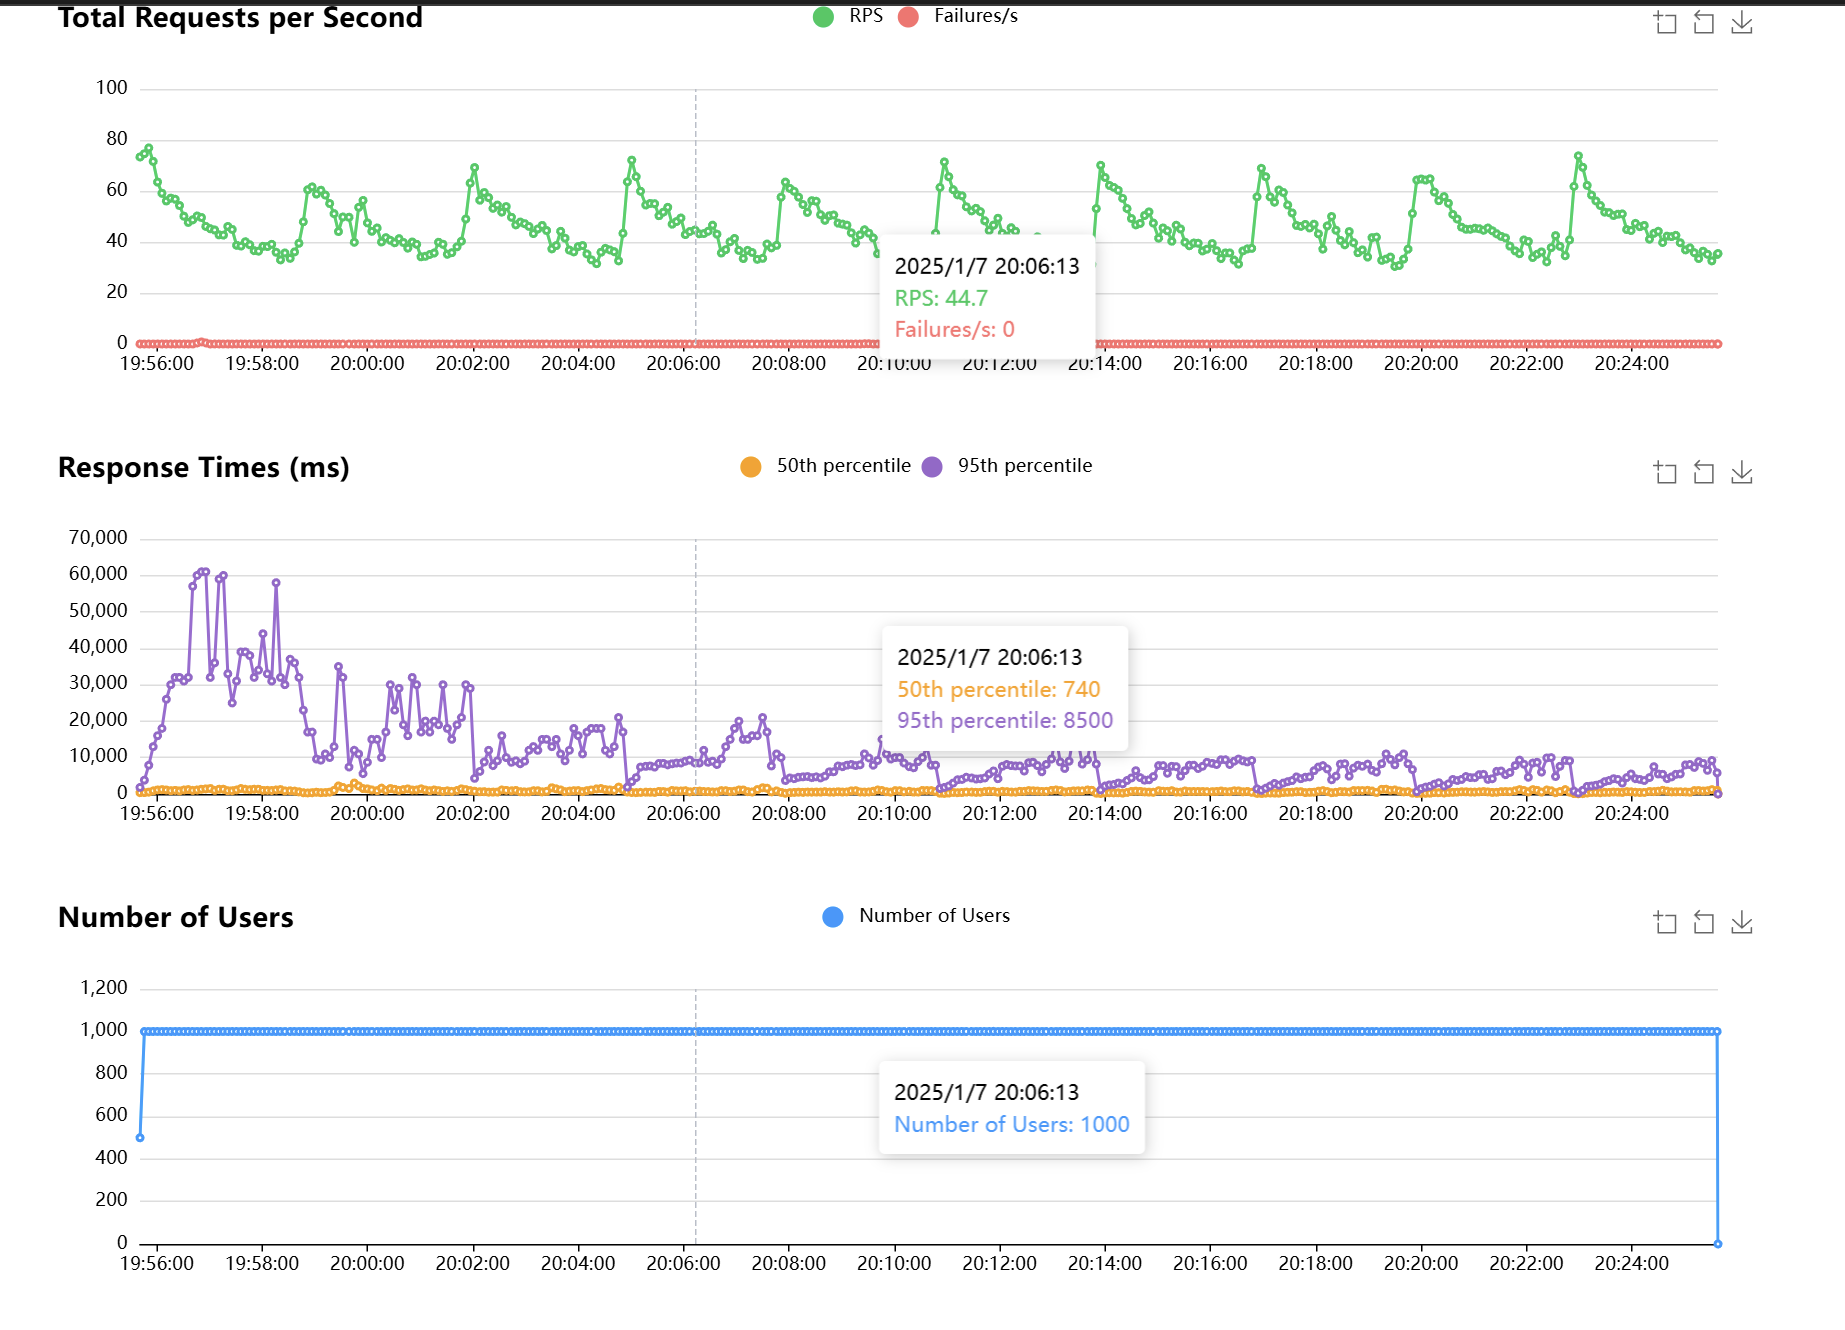 Total Requests per Second
RPS Failures/s
100
80
60
40
20
0
2025/1/7 20:06:13
RPS: 44.7
Failures/s: 0
19:56:00 19:58:00 20:00:00 20:02:00 20:04:00 20:06:00 20:08:00 20:10:00 20:12:00 20:14:00 20:16:00 20:18:00 20:20:00 20:22:00 20:24:00
Response Times (ms)
50th percentile 95th percentile
70,000
60,000
50,000
40,000
30,000
20,000
10,000
0
2025/1/7 20:06:13
50th percentile: 740
95th percentile: 8500
19:56:00 19:58:00 20:00:00 20:02:00 20:04:00 20:06:00 20:08:00 20:10:00 20:12:00 20:14:00 20:16:00 20:18:00 20:20:00 20:22:00 20:24:00
Number of Users
Number of Users
1,200
1,000
800
600
400
200
0
2025/1/7 20:06:13
Number of Users: 1000
19:56:00 19:58:00 20:00:00 20:02:00 20:04:00 20:06:00 20:08:00 20:10:00 20:12:00 20:14:00 20:16:00 20:18:00 20:20:00 20:22:00 20:24:00